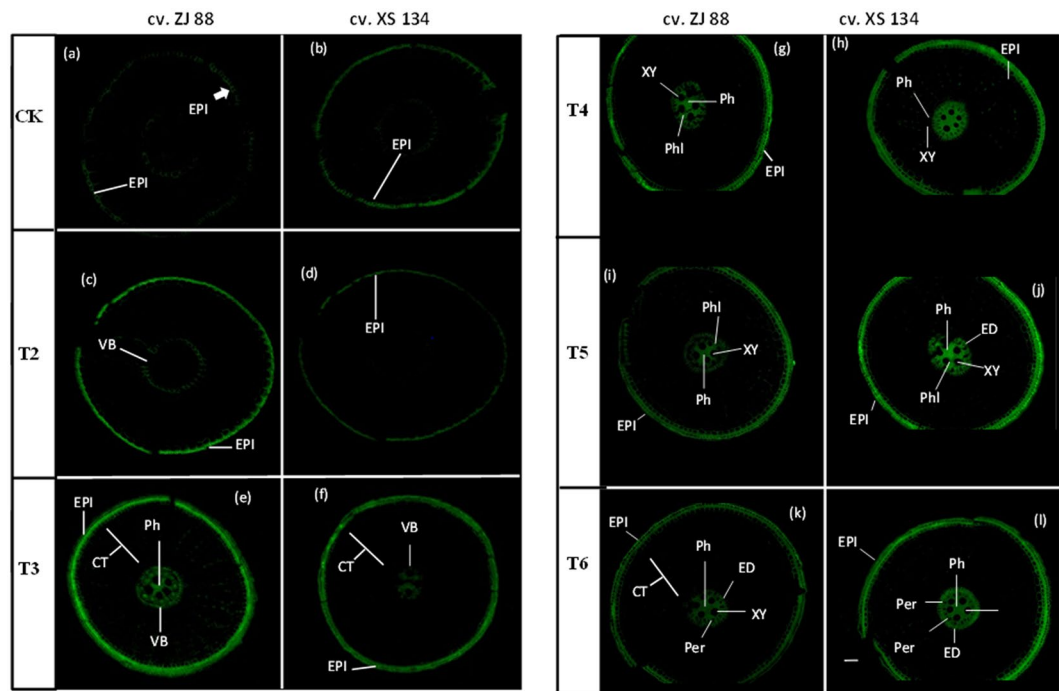 cv. ZJ 88
cv. XS 134
CK
(a)
EPI
EPI
(b)
EPI
T2
(c)
VB
EPI
(d)
EPI
T3
EPI
Ph
(e)
CT
VB
(f)
VB
CT
EPI
cv. ZJ 88
cv. XS 134
T4
(g)
XY
Ph
Phl
EPI
(h)
EPI
Ph
XY
T5
(i)
Phl
XY
Ph
EPI
(j)
Ph
ED
XY
Phl
EPI
T6
EPI
(k)
Ph
ED
CT
XY
Per
(l)
EPI
Ph
Per
Per
ED